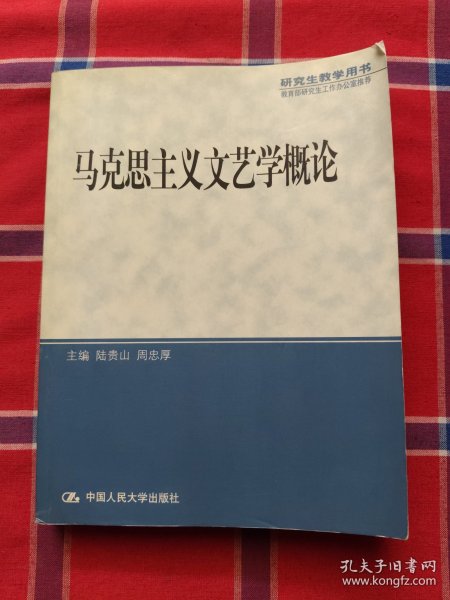 研究生教学用书
教育部研究生工作办公室推荐
马克思主义文艺学概论
主编 陆贵山 周忠厚
中国人民大学出版社
孔夫子旧书网
www.kongfz.com